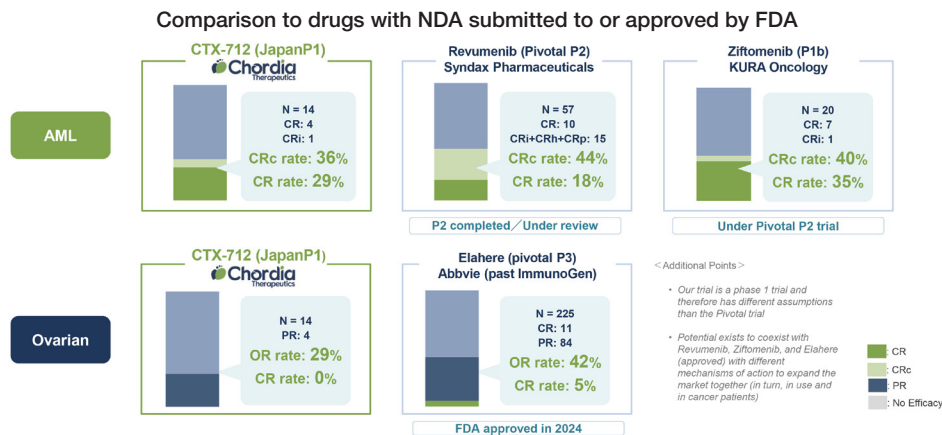 Comparison to drugs with NDA submitted to or approved by FDA
AML
CTX-712 (JapanP1)
Chordia
Therapeutics
N = 14
CR: 4
CRi: 1
CRc rate: 36%
CR rate: 29%
Revumenib (Pivotal P2)
Syndax Pharmaceuticals
N = 57
CR: 10
CRi+CRh+CRp: 15
CRc rate: 44%
CR rate: 18%
P2 completed／Under review
Ziftomenib (P1b)
KURA Oncology
N = 20
CR: 7
CRi: 1
CRc rate: 40%
CR rate: 35%
Under Pivotal P2 trial
Ovarian
CTX-712 (JapanP1)
Chordia
Therapeutics
N = 14
PR: 4
OR rate: 29%
CR rate: 0%
Elahere (pivotal P3)
Abbvie (past ImmunoGen)
N = 225
CR: 11
PR: 84
OR rate: 42%
CR rate: 5%
FDA approved in 2024
＜Additional Points＞
• Our trial is a phase 1 trial and
therefore has different assumptions
than the Pivotal trial
• Potential exists to coexist with
Revumenib, Ziftomenib, and Elahere
(approved) with different
mechanisms of action to expand the
market together (in turn, in use and
in cancer patients)
: CR
: CRc
: PR
: No Efficacy